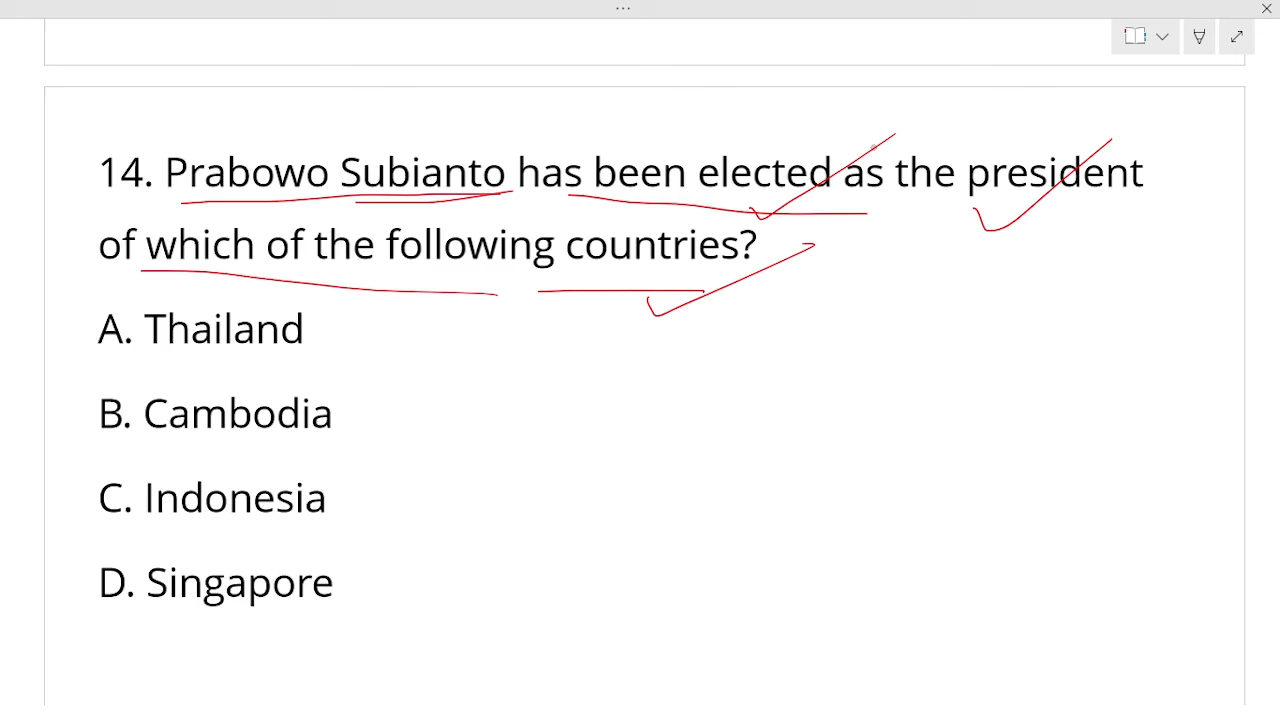 14. Prabowo Subianto has been elected as the president
of which of the following countries?
A. Thailand
B. Cambodia
C. Indonesia
D. Singapore